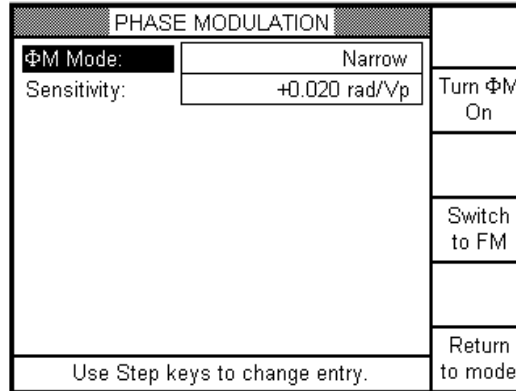 PHASE MODULATION
ΦM Mode: Narrow
Sensitivity: +0.020 rad/Vp
Turn ΦM
On
Switch
to FM
Return
to mode
Use Step keys to change entry.